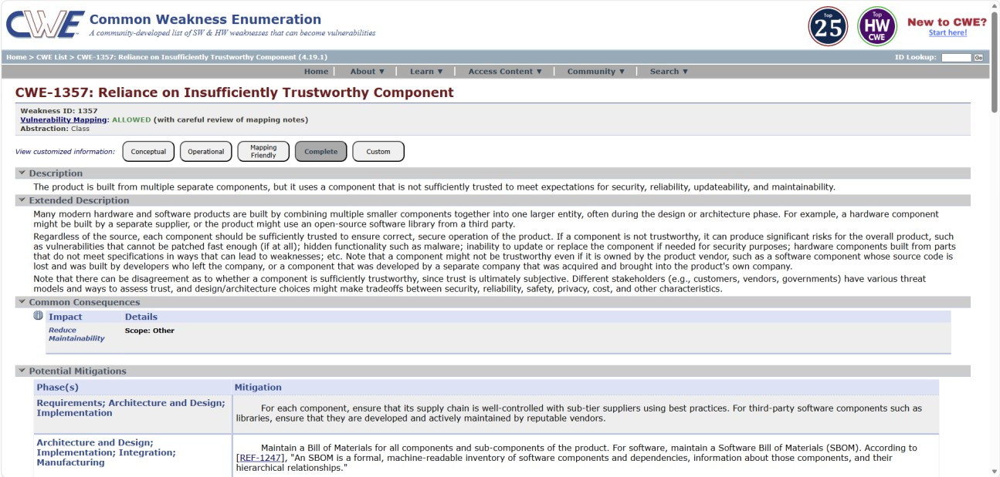 CWE Common Weakness Enumeration
A community-developed list of SW & HW weaknesses that can become vulnerabilities
Top 25
Top HW CWE
New to CWE?
Start here!
Home > CWE List > CWE-1357: Reliance on Insufficiently Trustworthy Component (4.19.1)
ID Lookup: Go
Home | About ▼ | Learn ▼ | Access Content ▼ | Community ▼ | Search ▼
CWE-1357: Reliance on Insufficiently Trustworthy Component
Weakness ID: 1357
Vulnerability Mapping: ALLOWED (with careful review of mapping notes)
Abstraction: Class
View customized information: Conceptual Operational Mapping Friendly Complete Custom
Description
The product is built from multiple separate components, but it uses a component that is not sufficiently trusted to meet expectations for security, reliability, updateability, and maintainability.
Extended Description
Many modern hardware and software products are built by combining multiple smaller components together into one larger entity, often during the design or architecture phase. For example, a hardware component
might be built by a separate supplier, or the product might use an open-source software library from a third party.
Regardless of the source, each component should be sufficiently trusted to ensure correct, secure operation of the product. If a component is not trustworthy, it can produce significant risks for the overall product, such
as vulnerabilities that cannot be patched fast enough (if at all); hidden functionality such as malware; inability to update or replace the component if needed for security purposes; hardware components built from parts
that do not meet specifications in ways that can lead to weaknesses; etc. Note that a component might not be trustworthy even if it is owned by the product vendor, such as a software component whose source code is
lost and was built by developers who left the company, or a component that was developed by a separate company that was acquired and brought into the product's own company.
Note that there can be disagreement as to whether a component is sufficiently trustworthy, since trust is ultimately subjective. Different stakeholders (e.g., customers, vendors, governments) have various threat
models and ways to assess trust, and design/architecture choices might make tradeoffs between security, reliability, safety, privacy, cost, and other characteristics.
Common Consequences
Impact Details
Reduce Scope: Other
Maintainability
Potential Mitigations
Phase(s) Mitigation
Requirements; Architecture and Design;
Implementation
For each component, ensure that its supply chain is well-controlled with sub-tier suppliers using best practices. For third-party software components such as
libraries, ensure that they are developed and actively maintained by reputable vendors.
Architecture and Design;
Implementation; Integration;
Manufacturing
Maintain a Bill of Materials for all components and sub-components of the product. For software, maintain a Software Bill of Materials (SBOM). According to
[REF-1247], "An SBOM is a formal, machine-readable inventory of software components and dependencies, information about those components, and their
hierarchical relationships."